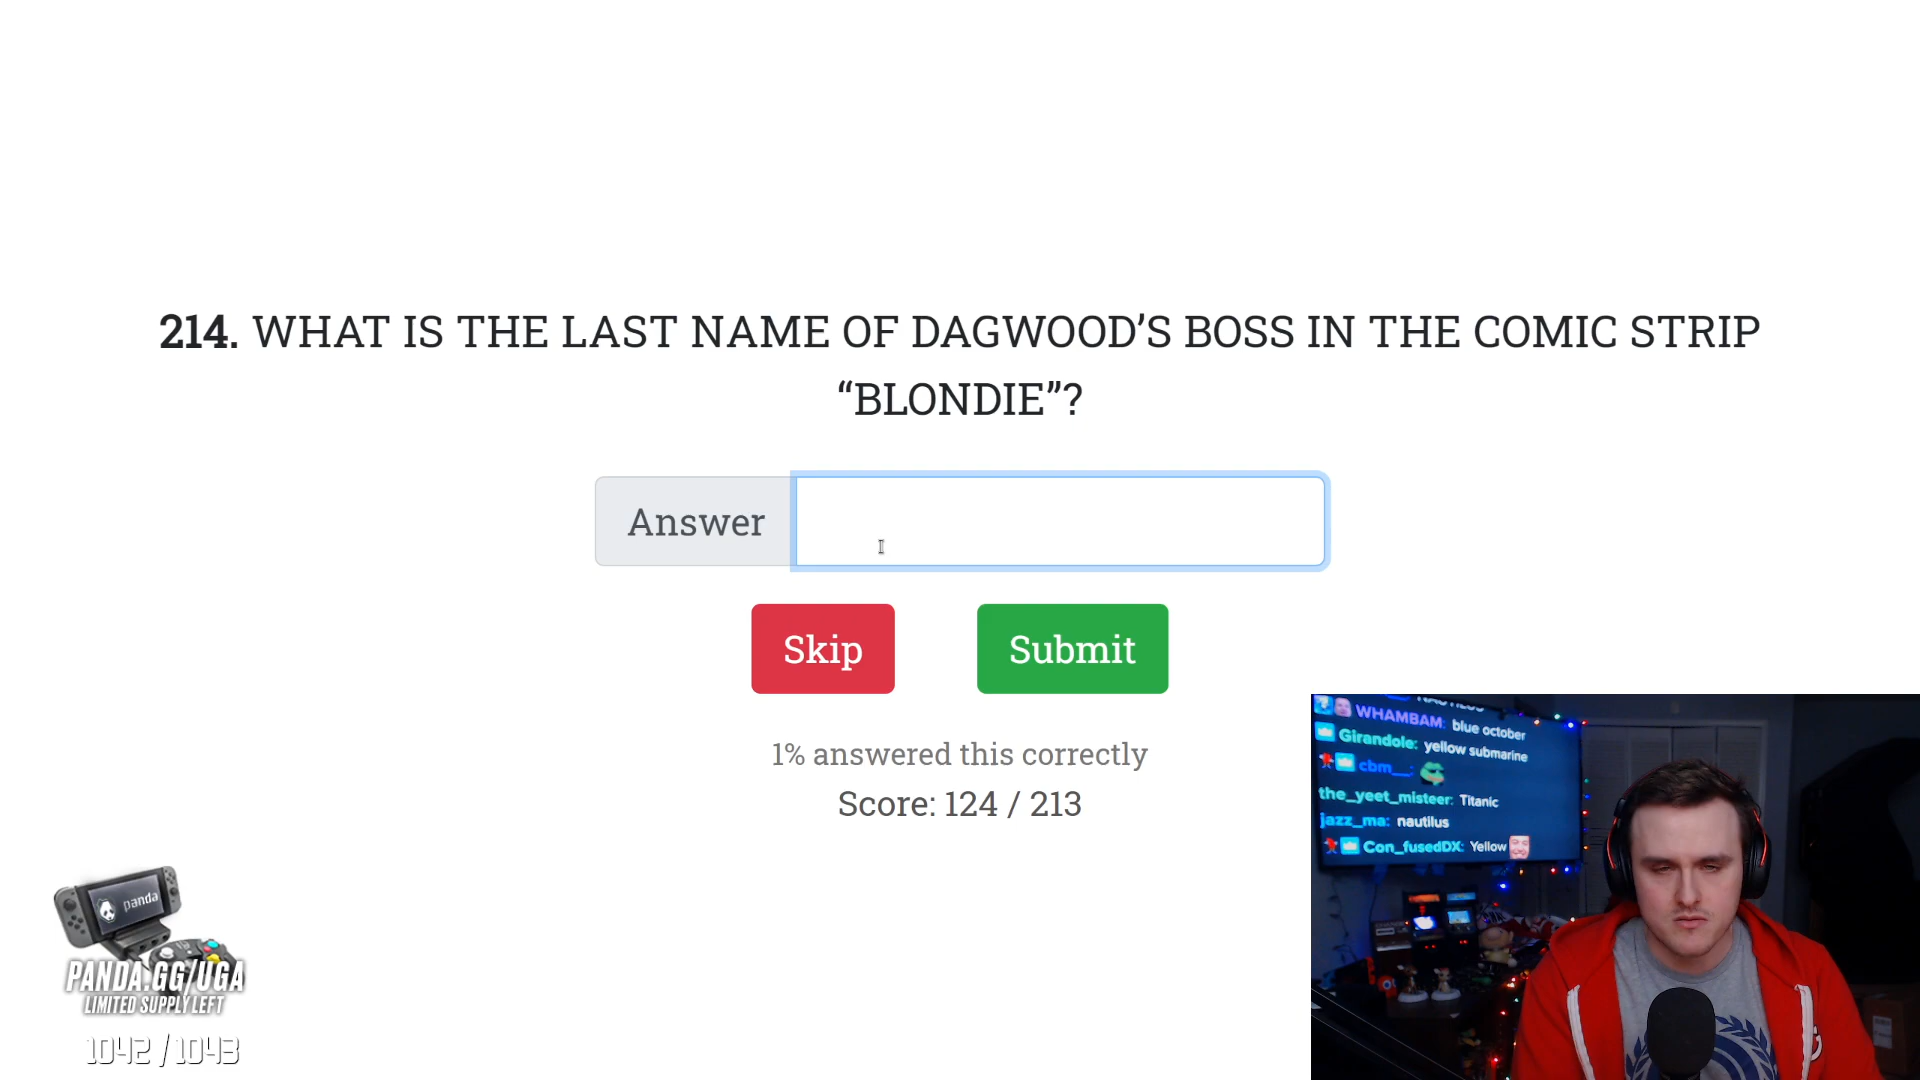 214. WHAT IS THE LAST NAME OF DAGWOOD’S BOSS IN THE COMIC STRIP
“BLONDIE”?
Answer
Skip
Submit
1% answered this correctly
Score: 124 / 213
WHAMBAM: blue october
Girandole: yellow submarine
cbm__:
the_yeet_misteer: Titanic
jazz_ma: nautilus
Con_fusedDX: Yellow
panda
PANDA.GG/UGA
LIMITED SUPPLY LEFT
1042 / 1043